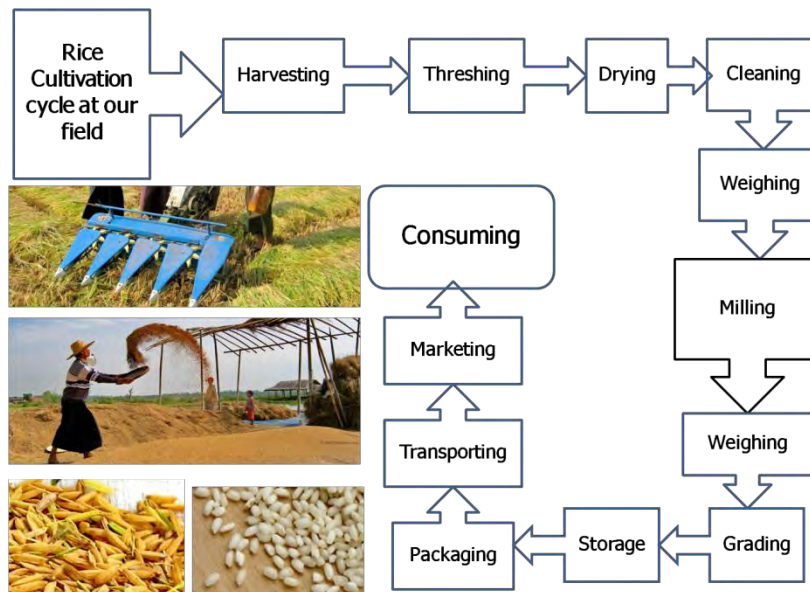 Rice
Cultivation
cycle at our
field
Harvesting
Threshing
Drying
Cleaning
Weighing
Milling
Weighing
Grading
Storage
Packaging
Transporting
Marketing
Consuming